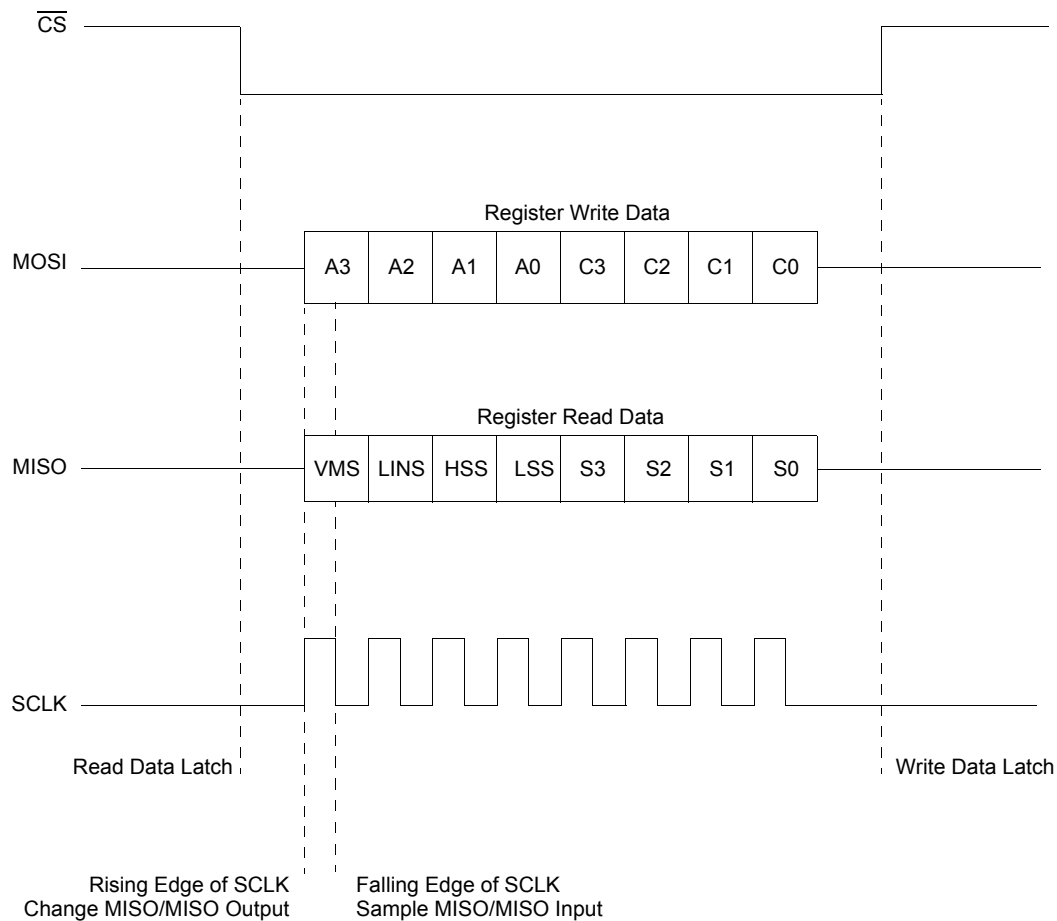 CS
Register Write Data
MOSI
A3 A2 A1 A0 C3 C2 C1 C0
Register Read Data
MISO
VMS LINS HSS LSS S3 S2 S1 S0
SCLK
Read Data Latch
Write Data Latch
Rising Edge of SCLK
Change MISO/MISO Output
Falling Edge of SCLK
Sample MISO/MISO Input